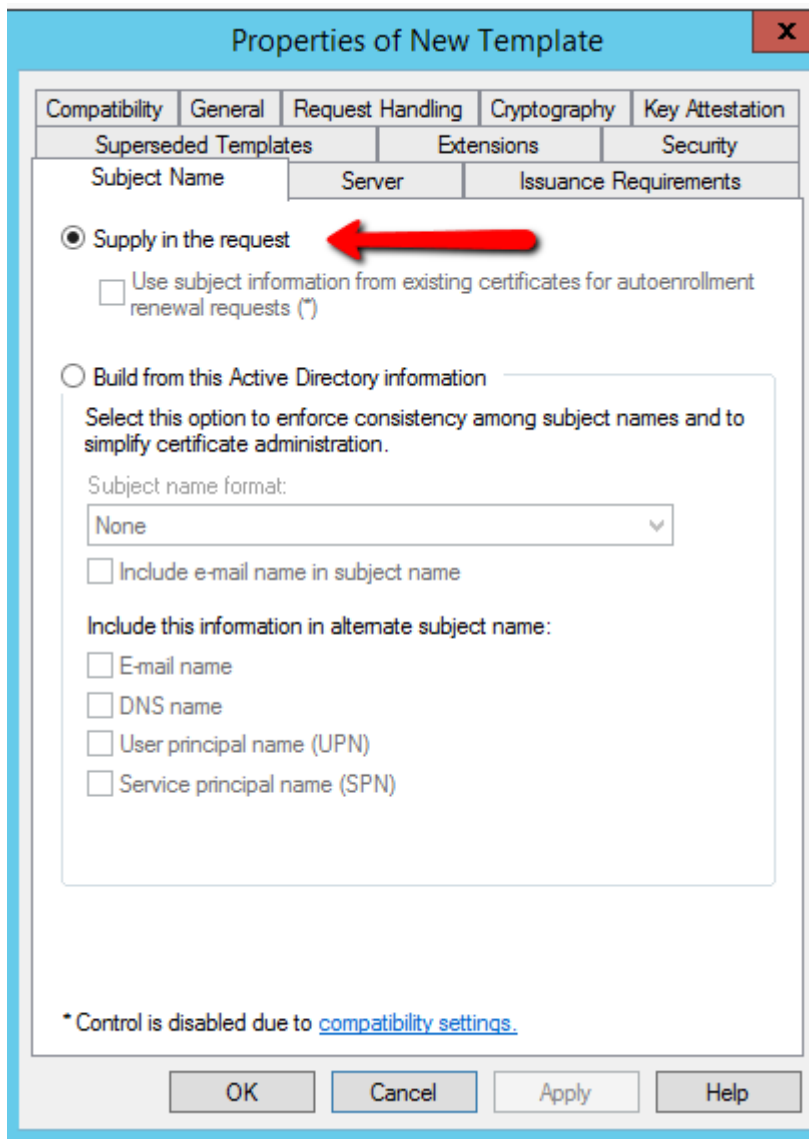 Properties of New Template
x
Compatibility General Request Handling Cryptography Key Attestation
Superseded Templates Extensions Security
Subject Name Server Issuance Requirements
Supply in the request
Use subject information from existing certificates for autoenrollment
renewal requests (*)
Build from this Active Directory information
Select this option to enforce consistency among subject names and to
simplify certificate administration.
Subject name format:
None
Include e-mail name in subject name
Include this information in alternate subject name:
E-mail name
DNS name
User principal name (UPN)
Service principal name (SPN)
* Control is disabled due to compatibility settings.
OK Cancel Apply Help